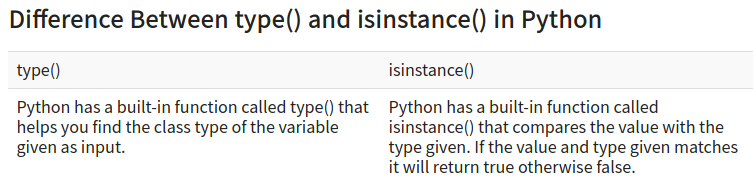 Difference Between type() and isinstance() in Python
type()
isinstance()
Python has a built-in function called type() that
helps you find the class type of the variable
given as input.
Python has a built-in function called
isinstance() that compares the value with the
type given. If the value and type given matches
it will return true otherwise false.